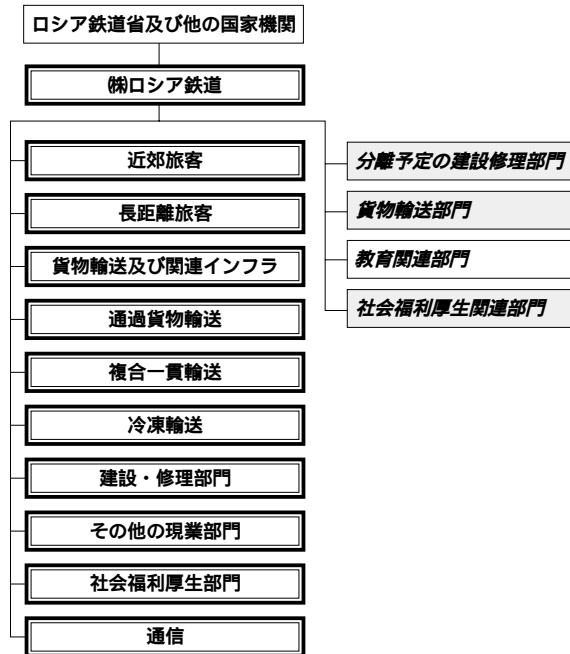 ロシア鉄道省及び他の国家機関
㈱ロシア鉄道
近郊旅客
長距離旅客
貨物輸送及び関連インフラ
通過貨物輸送
複合一貫輸送
冷凍輸送
建設・修理部門
その他の現業部門
社会福利厚生部門
通信
分離予定の建設修理部門
貨物輸送部門
教育関連部門
社会福利厚生関連部門